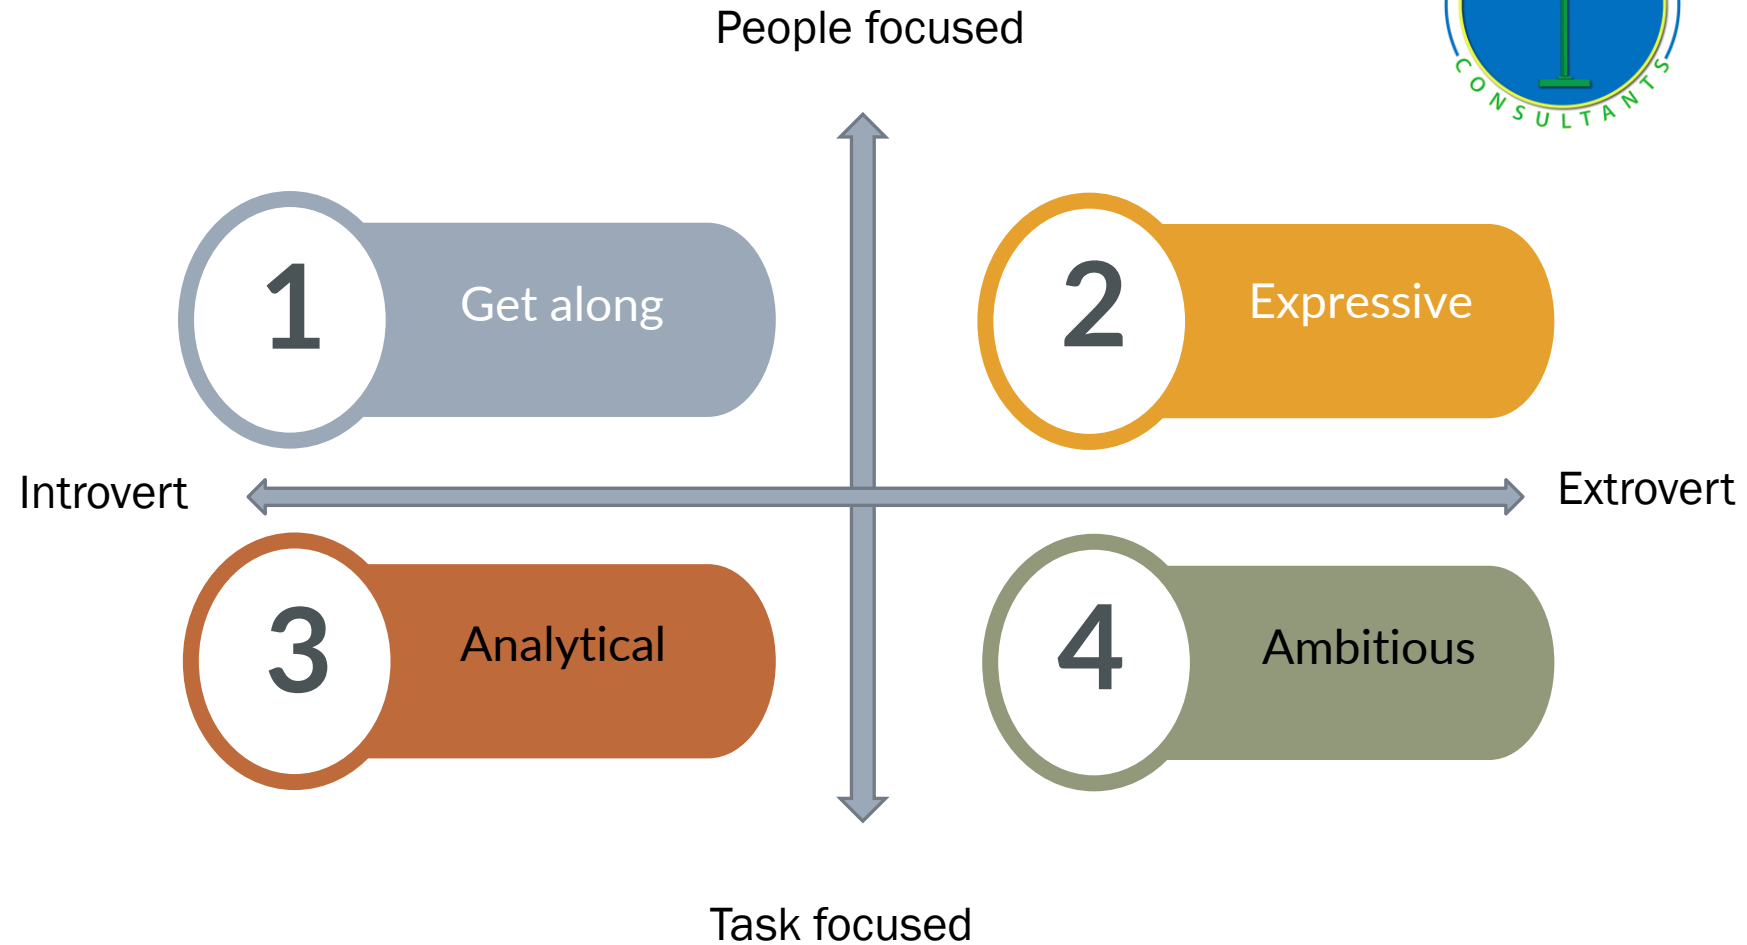 People focused
CONSULTANTS
1
Get along
2
Expressive
Introvert
Extrovert
3
Analytical
4
Ambitious
Task focused